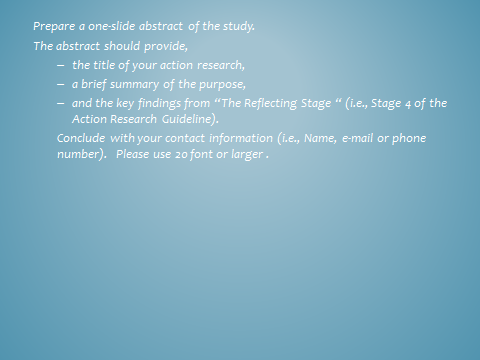 Prepare a one-slide abstract of the study.
The abstract should provide,
– the title of your action research,
– a brief summary of the purpose,
– and the key findings from “The Reflecting Stage “ (i.e., Stage 4 of the
Action Research Guideline).
Conclude with your contact information (i.e., Name, e-mail or phone
number). Please use 20 font or larger .